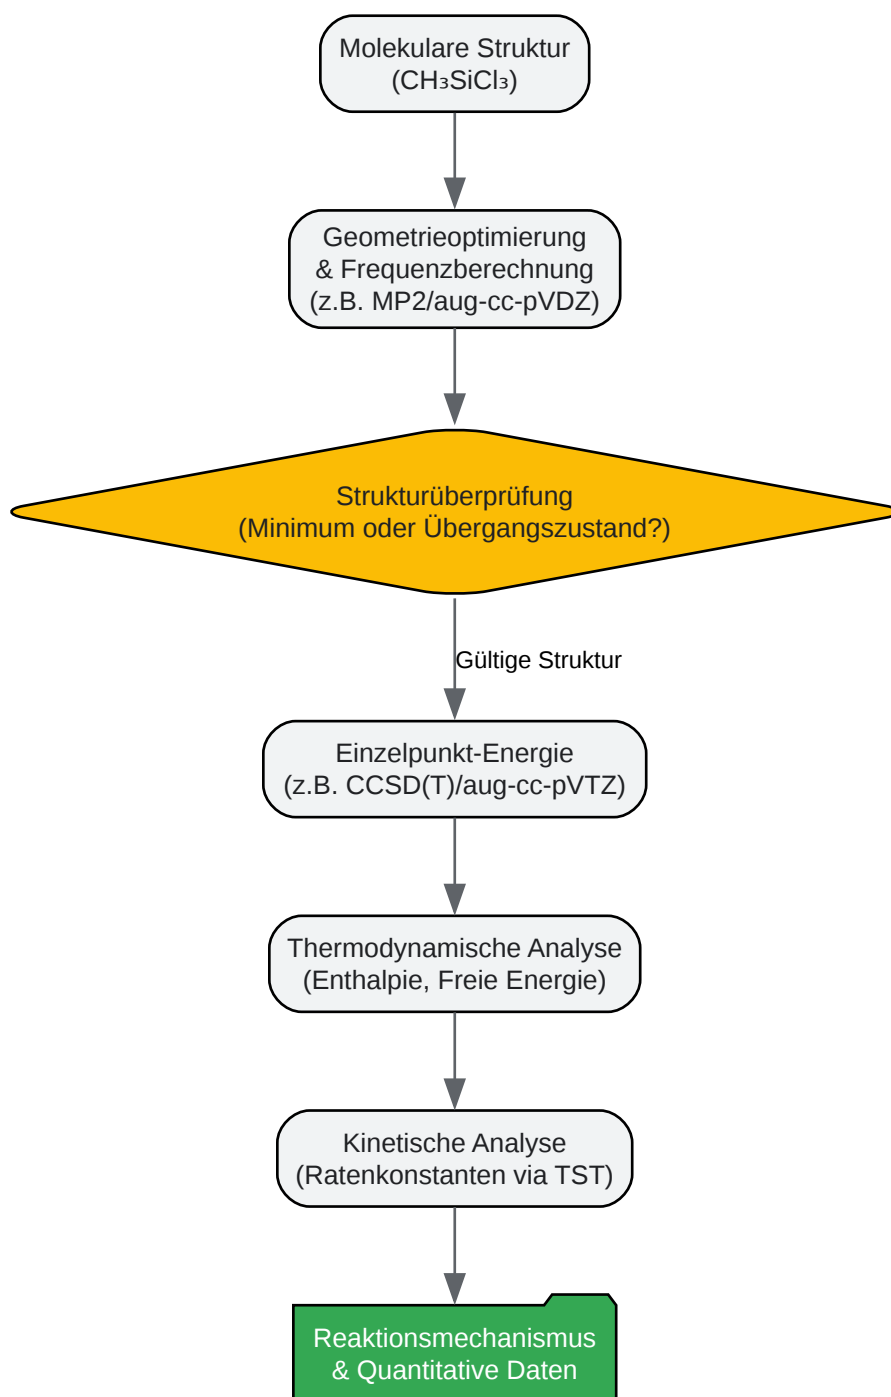 Molekulare Struktur
(CH₃SiCl₃)
Geometrieoptimierung
& Frequenzberechnung
(z.B. MP2/aug-cc-pVDZ)
Strukturüberprüfung
(Minimum oder Übergangszustand?)
Gültige Struktur
Einzelpunkt-Energie
(z.B. CCSD(T)/aug-cc-pVTZ)
Thermodynamische Analyse
(Enthalpie, Freie Energie)
Kinetische Analyse
(Ratenkonstanten via TST)
Reaktionsmechanismus
& Quantitative Daten